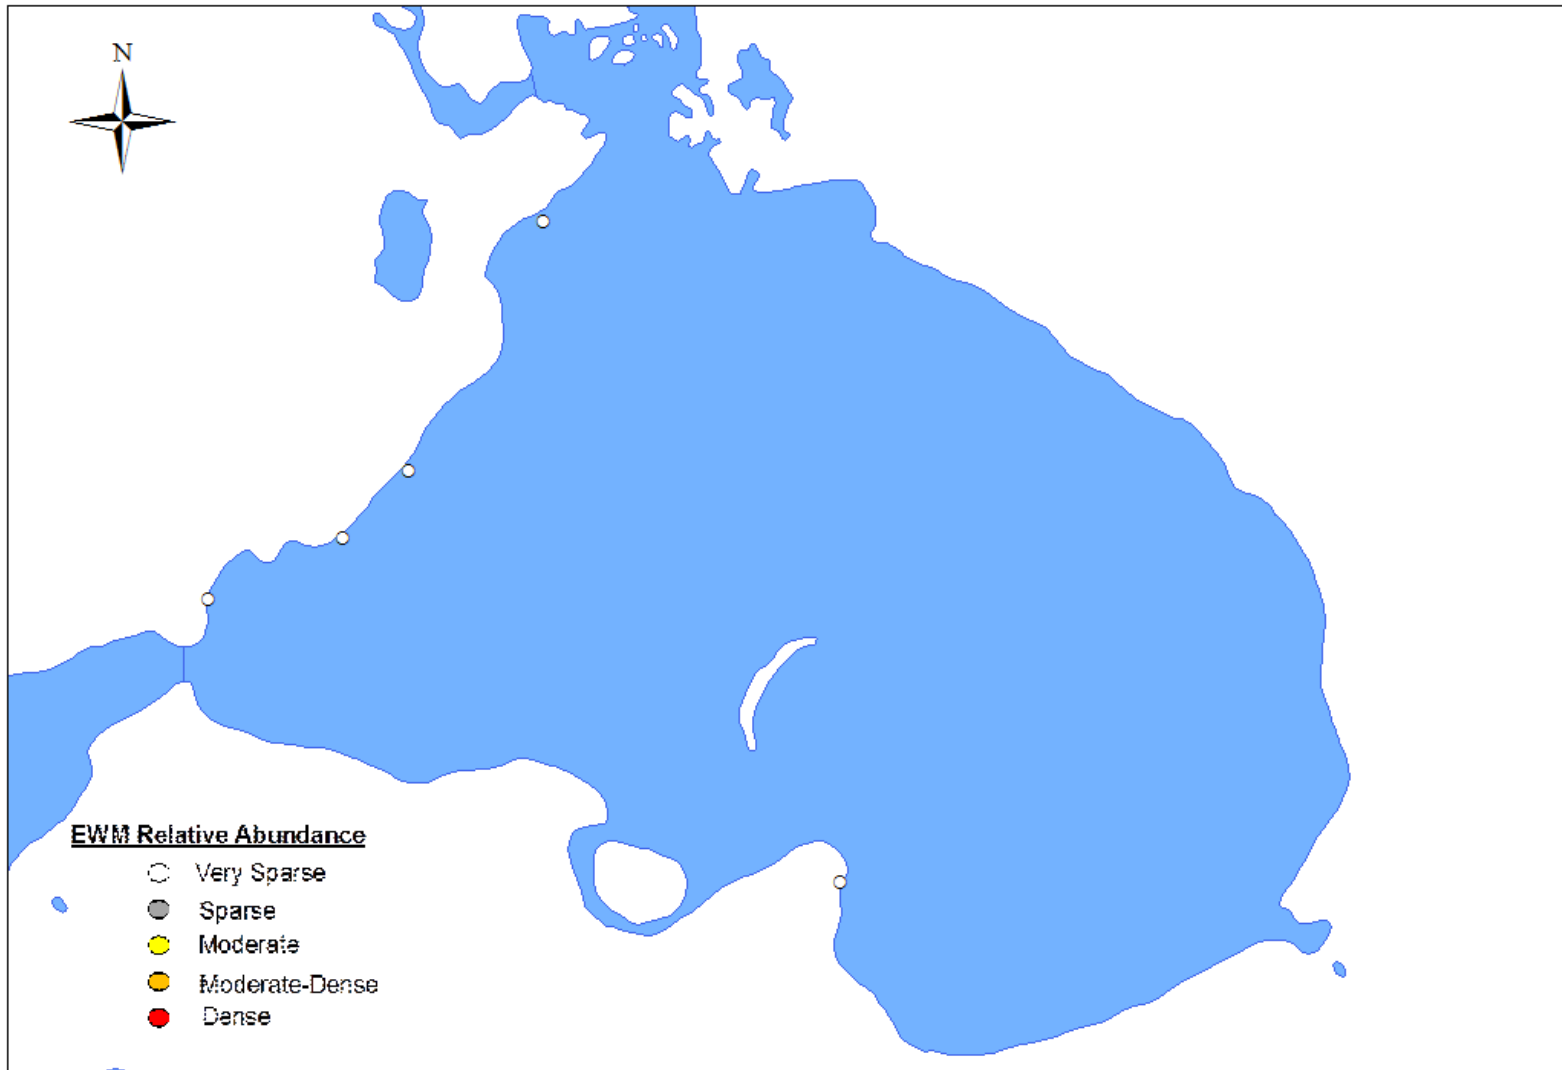 N
EWM Relative Abundance
Very Sparse
Sparse
Moderate
Moderate-Dense
Dense